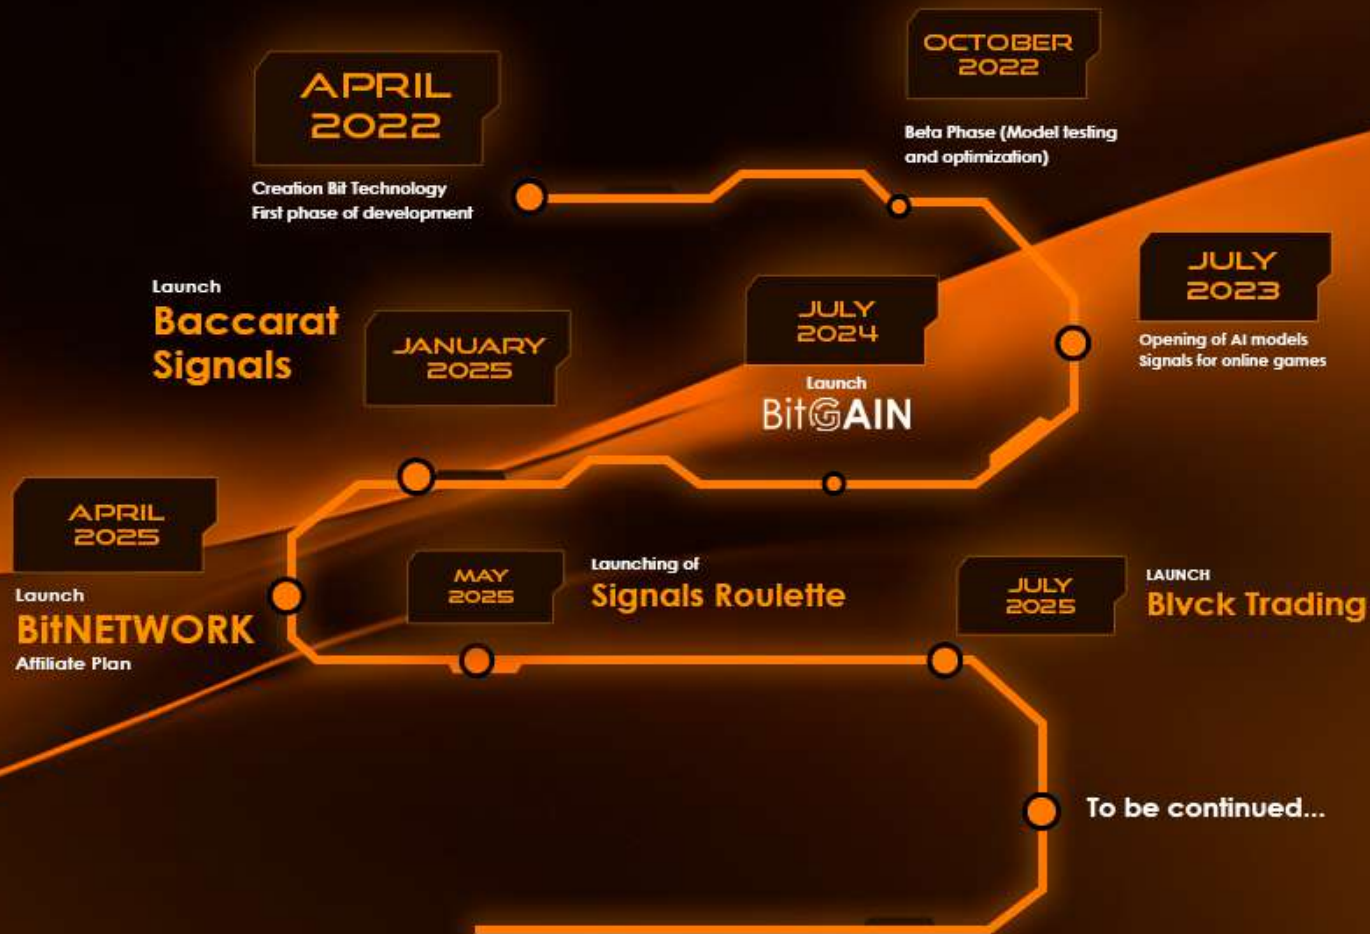 APRIL
2022
Creation Bit Technology
First phase of development
OCTOBER
2022
Beta Phase (Model testing
and optimization)
JULY
2023
Opening of AI models
Signals for online games
JULY
2024
Launch
BitGAIN
JANUARY
2025
Launch
Baccarat
Signals
APRIL
2025
Launch
BitNETWORK
Affiliate Plan
MAY
2025
Launching of
Signals Roulette
JULY
2025
LAUNCH
Blvck Trading
To be continued...